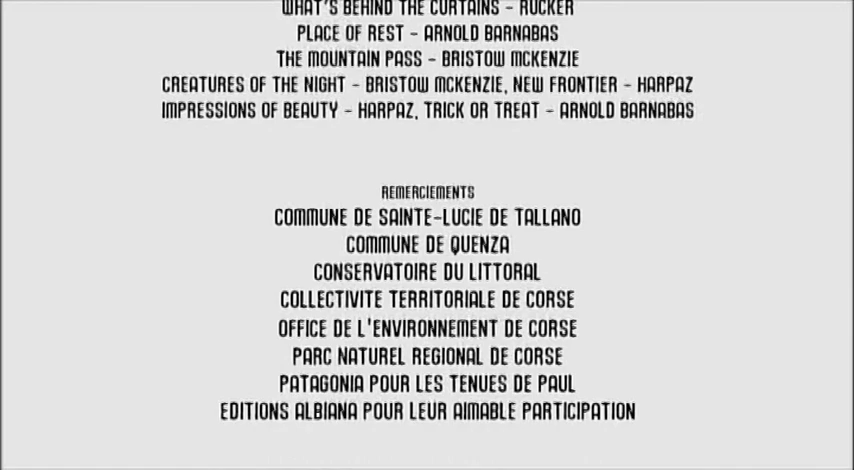 WHAT'S BEHIND THE CURTAINS - RUCKER
PLACE OF REST - ARNOLD BARNABAS
THE MOUNTAIN PASS - BRISTOW MCKENZIE
CREATURES OF THE NIGHT - BRISTOW MCKENZIE, NEW FRONTIER - HARPAZ
IMPRESSIONS OF BEAUTY - HARPAZ, TRICK OR TREAT - ARNOLD BARNABAS
REMERCIEMENTS
COMMUNE DE SAINTE-LUCIE DE TALLANO
COMMUNE DE QUENZA
CONSERVATOIRE DU LITTORAL
COLLECTIVITE TERRITORIALE DE CORSE
OFFICE DE L'ENVIRONNEMENT DE CORSE
PARC NATUREL REGIONAL DE CORSE
PATAGONIA POUR LES TENUES DE PAUL
EDITIONS ALBIANA POUR LEUR AIMABLE PARTICIPATION